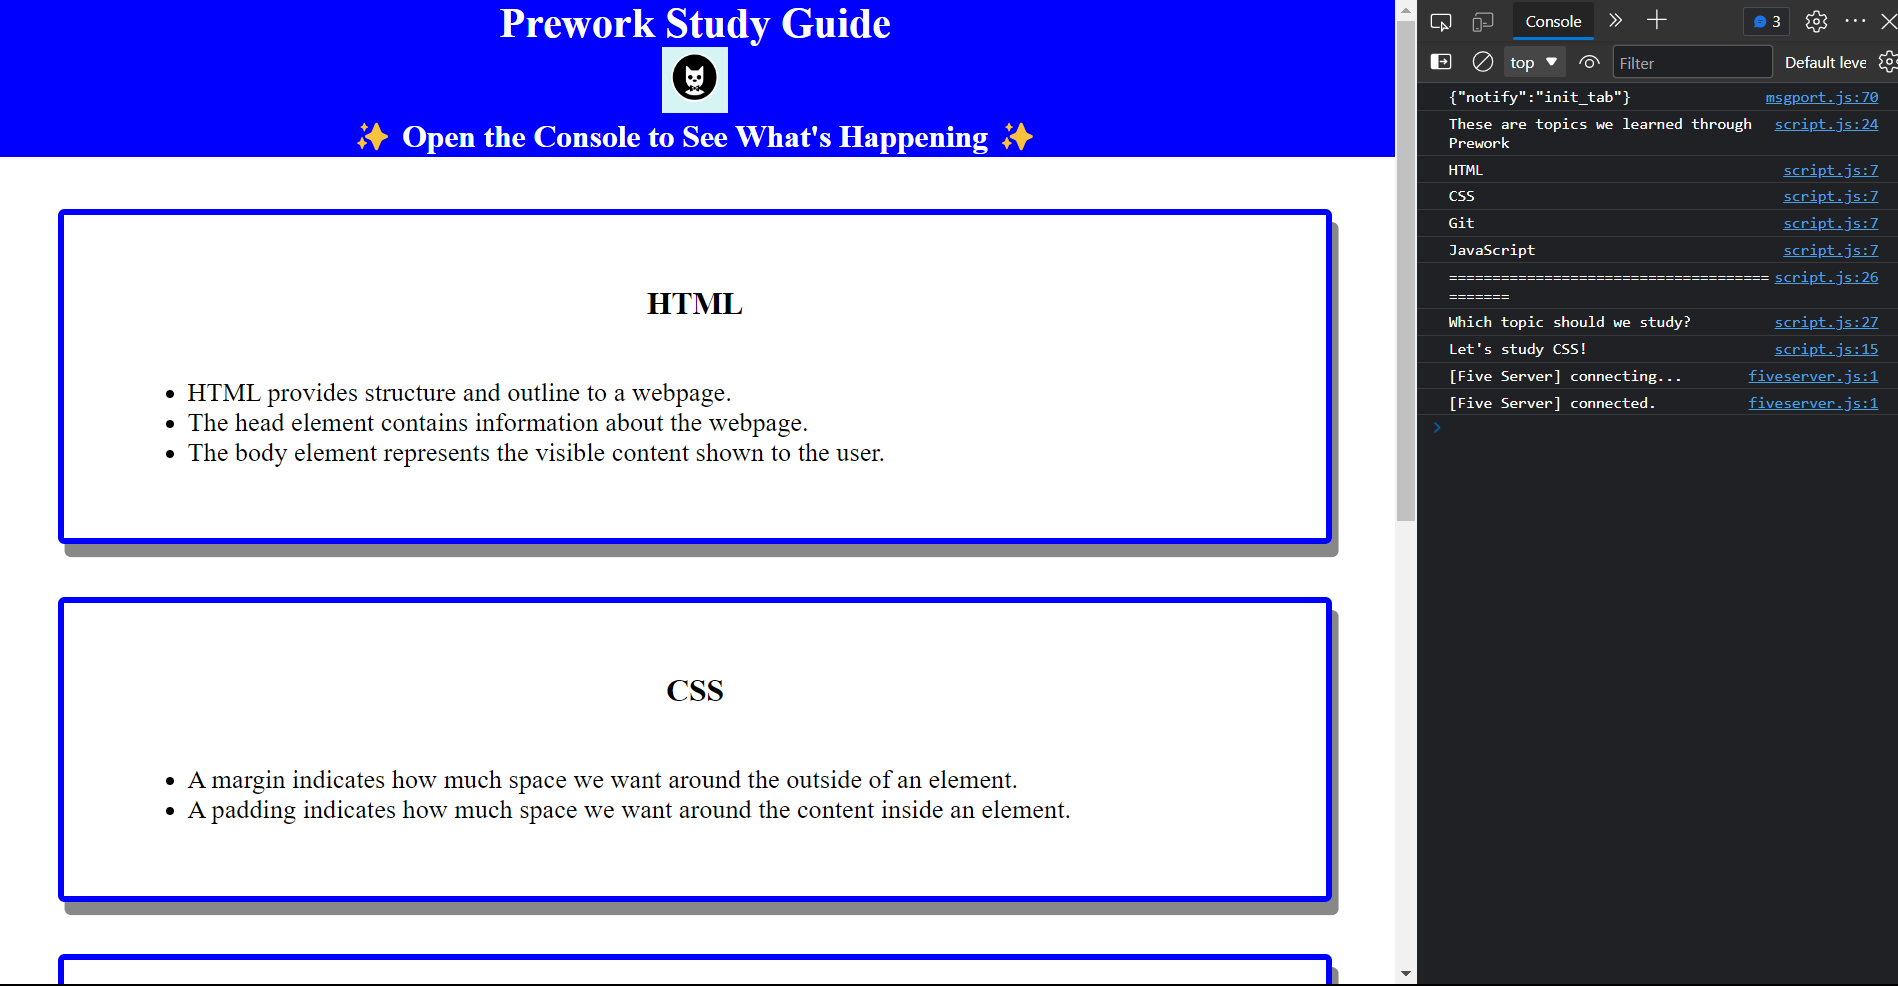 Prework Study Guide
✨ Open the Console to See What's Happening ✨
HTML
• HTML provides structure and outline to a webpage.
• The head element contains information about the webpage.
• The body element represents the visible content shown to the user.
CSS
• A margin indicates how much space we want around the outside of an element.
• A padding indicates how much space we want around the content inside an element.
Console
3
top
Filter
Default leve
{"notify":"init_tab"} msgport.js:70
These are topics we learned through script.js:24
Prework
HTML script.js:7
CSS script.js:7
Git script.js:7
JavaScript script.js:7
===================================== script.js:26
=======
Which topic should we study? script.js:27
Let's study CSS! script.js:15
[Five Server] connecting... fiveserver.js:1
[Five Server] connected. fiveserver.js:1